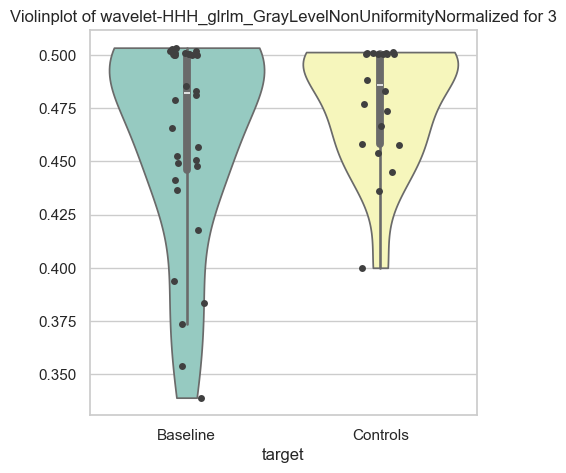 Violinplot of wavelet-HHH_glrlm_GrayLevelNonUniformityNormalized for 3
0.500
0.475
0.450
0.425
0.400
0.375
0.350
Baseline
Controls
target